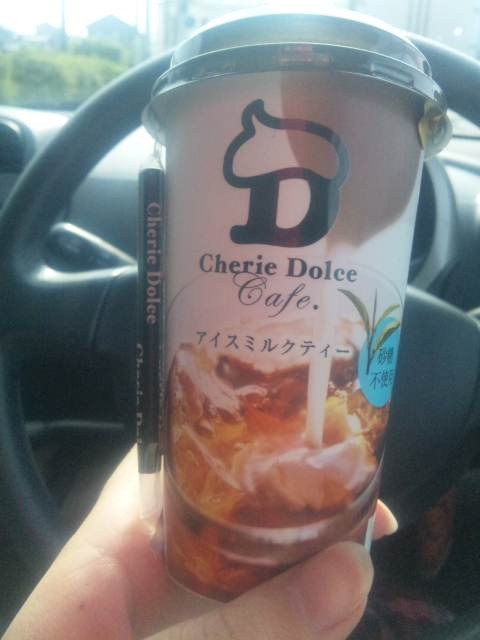 D
Cherie Dolce
Cafe.
アイスミルクティー
砂糖
不使用
Cherie Dolce
Cherie D